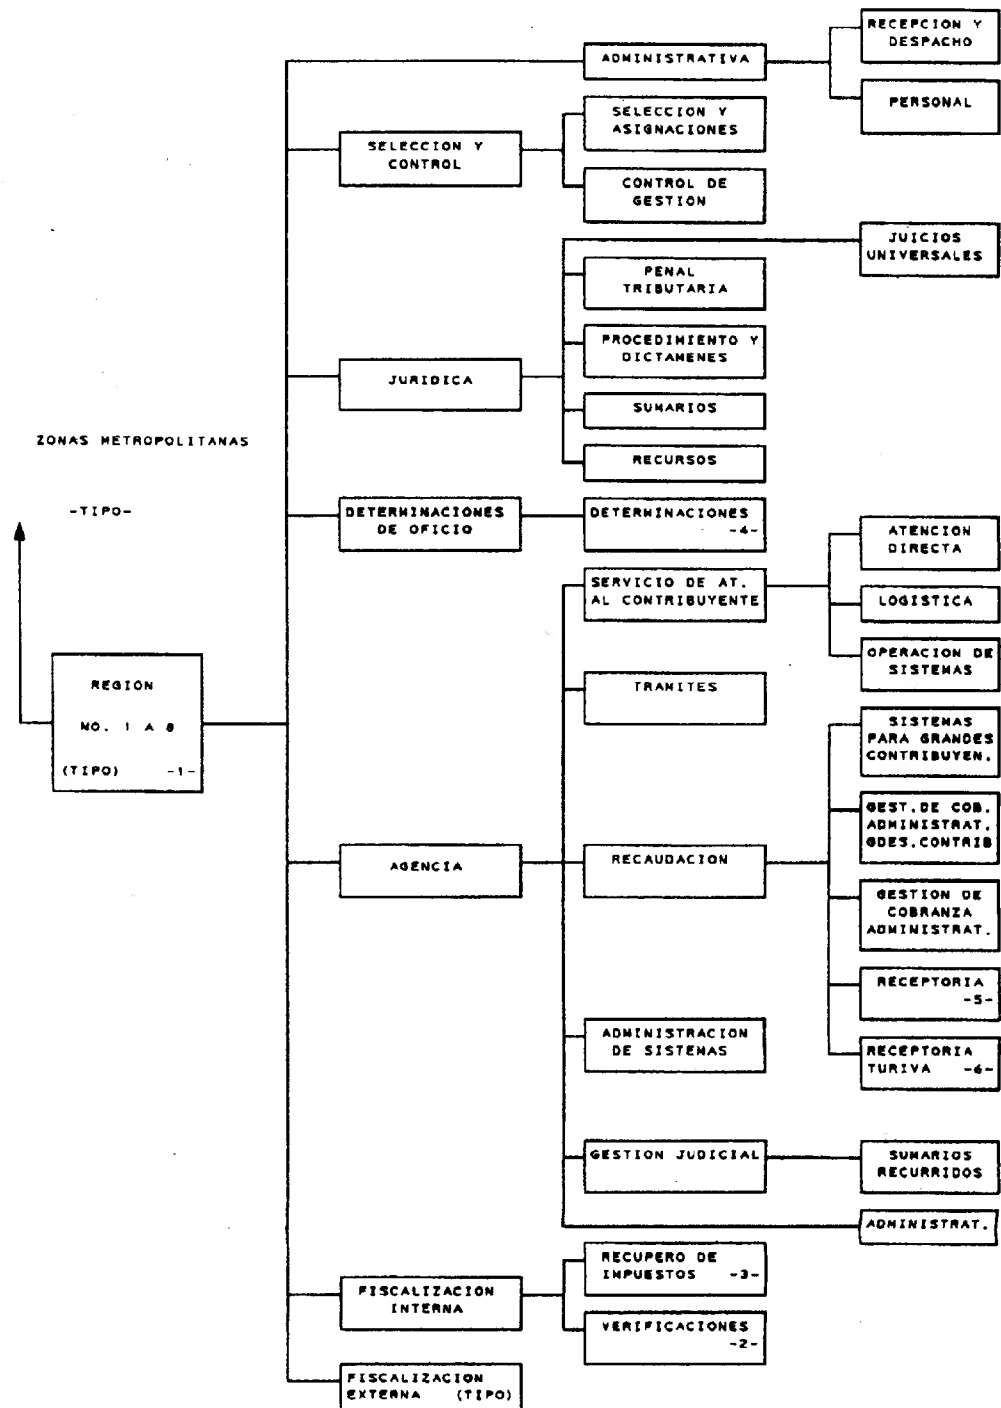 RECEPCION Y
DESPACHO
ADMINISTRATIVA
PERSONAL
SELECCION Y
ASIGNACIONES
SELECCION Y
CONTROL
CONTROL DE
GESTION
JUICIOS
UNIVERSALES
PENAL
TRIBUTARIA
PROCEDIMIENTO Y
DICTAMENES
JURIDICA
SUMARIOS
RECURSOS
ZONAS METROPOLITANAS
-TIPO-
DETERMINACIONES
DE OFICIO
DETERMINACIONES
-4-
ATENCION
DIRECTA
SERVICIO DE AT.
AL CONTRIBUYENTE
LOGISTICA
OPERACION DE
SISTEMAS
TRAMITES
REGION
NO. 1 A 8
(TIPO) -1-
SISTEMAS
PARA GRANDES
CONTRIBUYEN.
GEST.DE COB.
ADMINISTRAT.
GDES.CONTRIB
AGENCIA
RECAUDACION
GESTION DE
COBRANZA
ADMINISTRAT.
RECEPTORIA
-5-
ADMINISTRACION
DE SISTEMAS
RECEPTORIA
TURIVA -6-
GESTION JUDICIAL
SUMARIOS
RECURRIDOS
ADMINISTRAT.
RECUPERO DE
IMPUESTOS -3-
FISCALIZACION
INTERNA
VERIFICACIONES
-2-
FISCALIZACION
EXTERNA (TIPO)